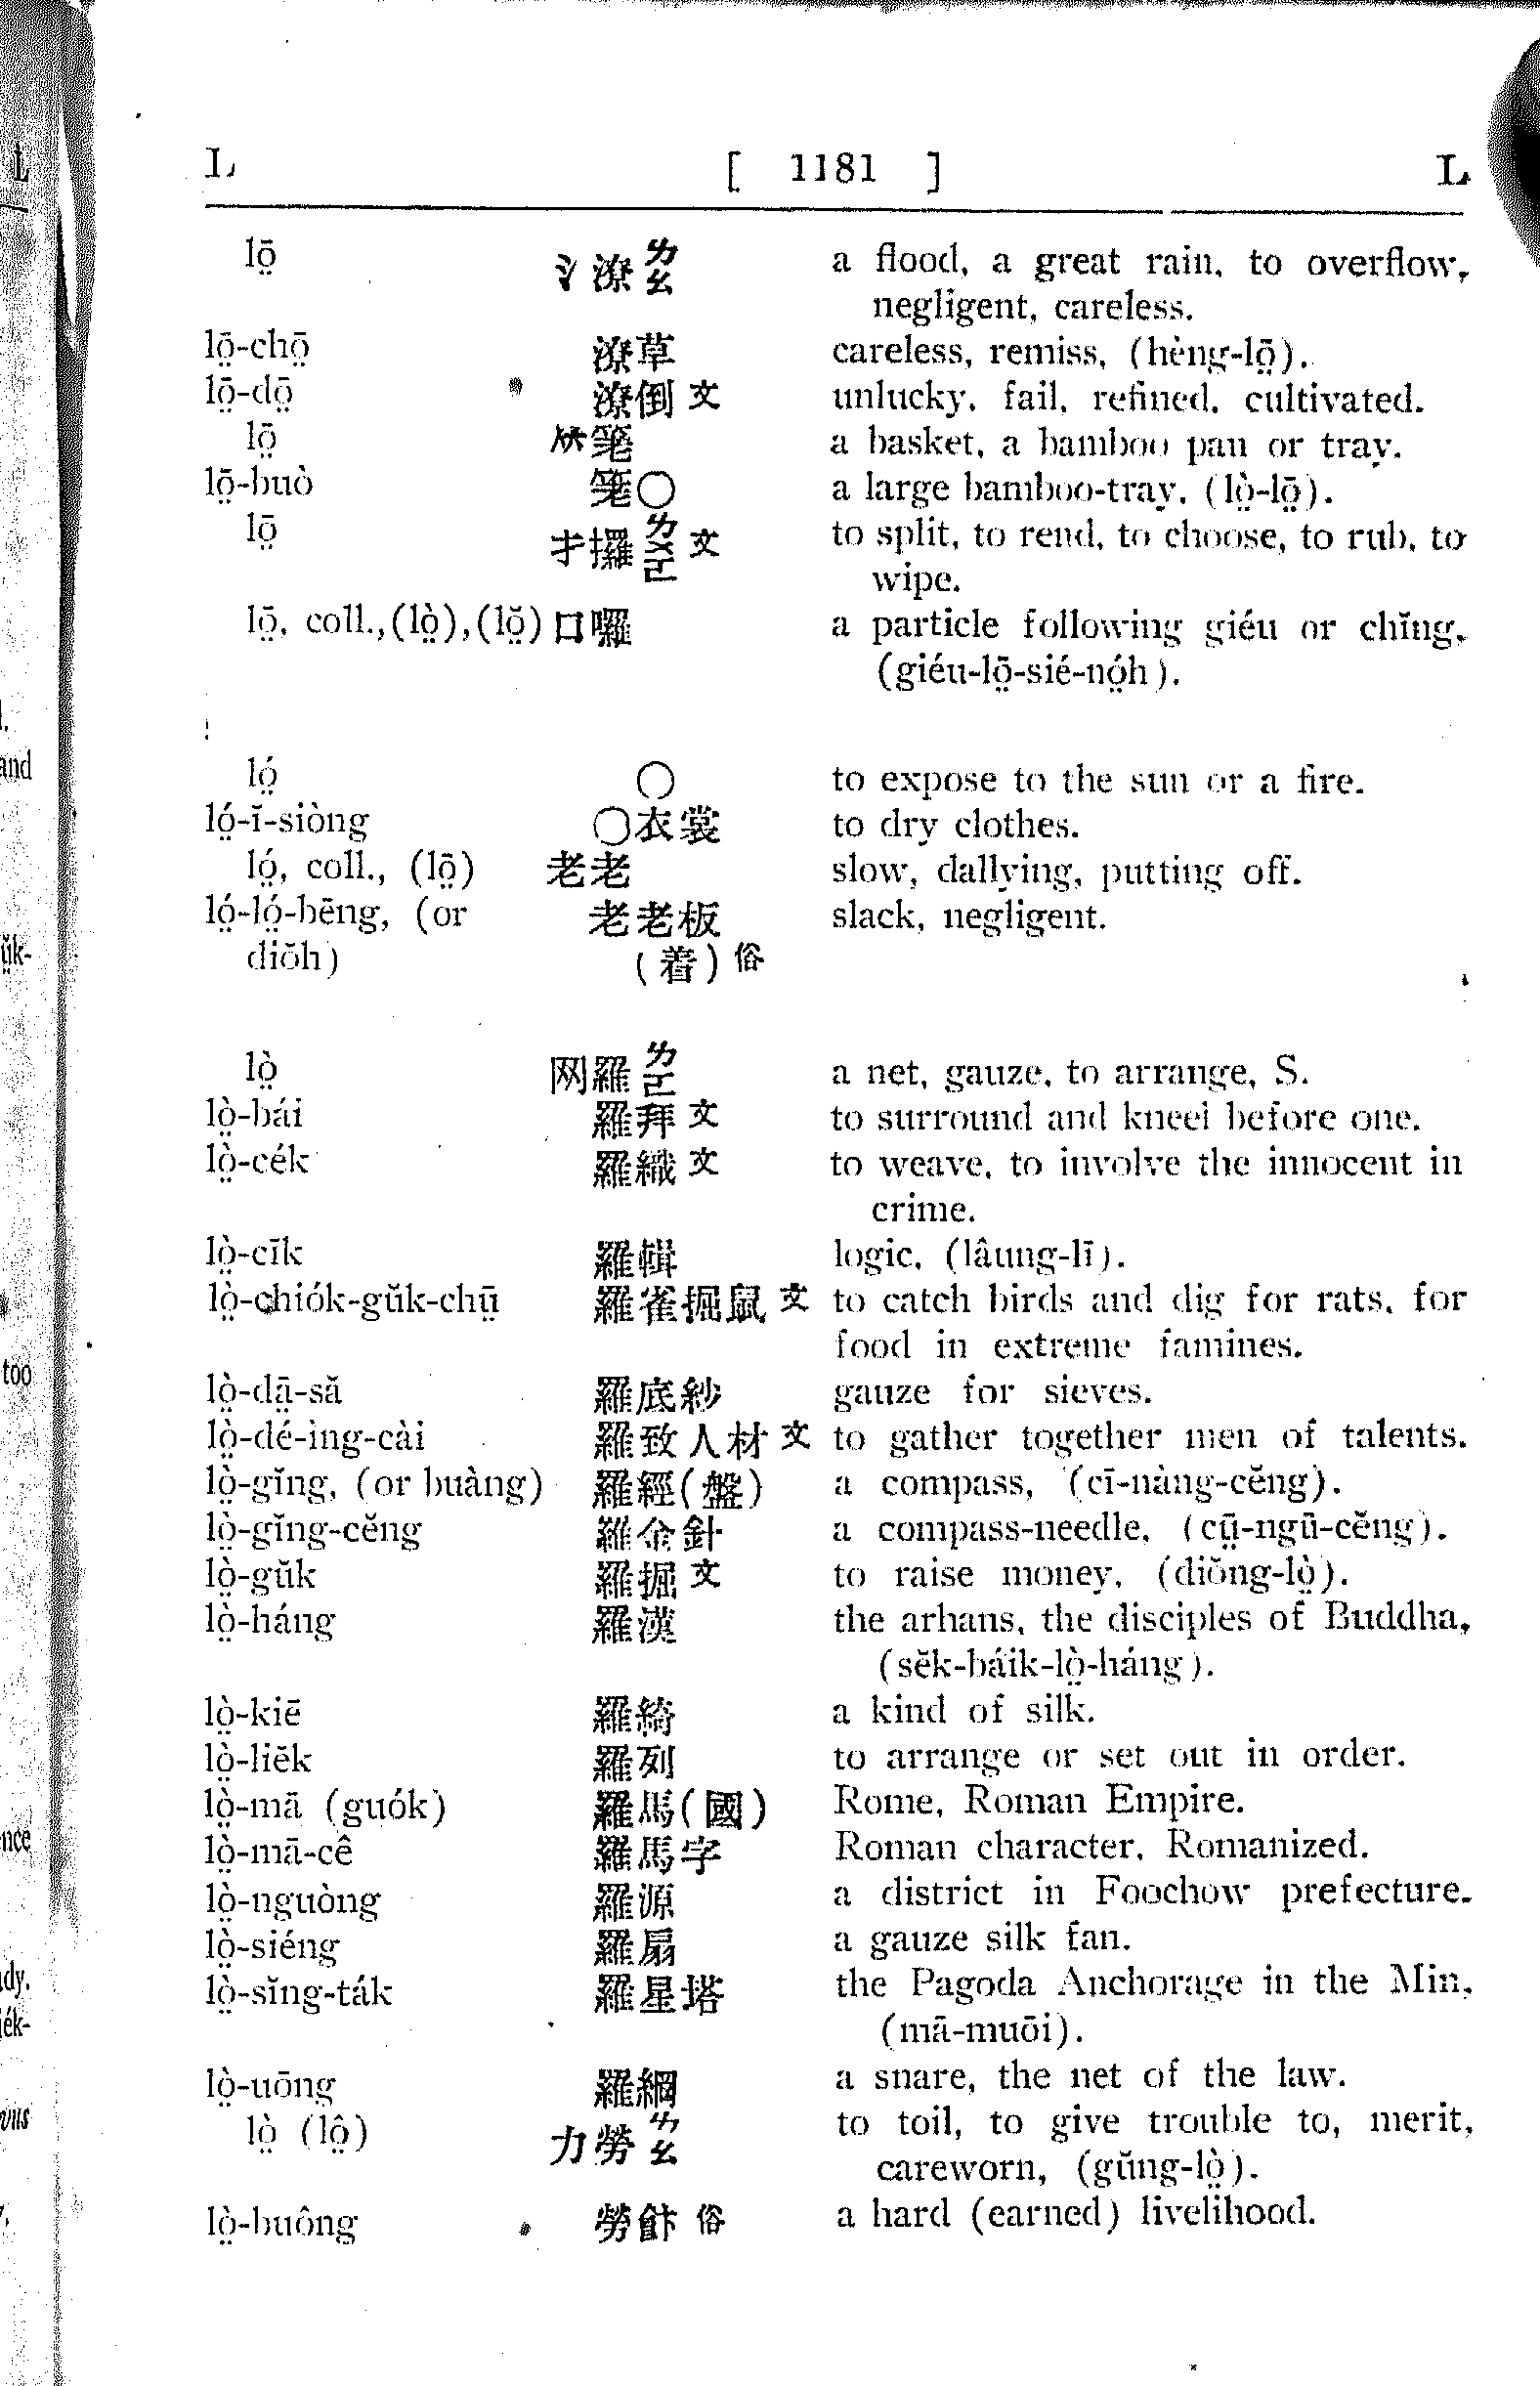 L [ 1181 ] L
lō̤ 氵潦ㄌㄠ a flood, a great rain, to overflow,
negligent, careless.
lō̤-chō̤ 潦草 careless, remiss, (hèng-lō̤).
lō̤-dō̤ 潦倒 文 unlucky, fail, refined, cultivated.
lō̤ a basket, a bamboo pan or tray.
lō̤-buò ○ a large bamboo-tray, (lò̤-lō̤).
lō̤ 扌攞ㄌㄨㄛ 文 to split, to rend, to choose, to rub, to
wipe.
lō̤, coll.,(lò̤),(lŏ̤) 口囉 a particle following giéu or chĭng,
(giéu-lō̤-sié-nó̤h).
ló̤ ○ to expose to the sun or a fire.
ló̤-ĭ-siòng ○衣裳 to dry clothes.
ló̤, coll., (lō̤) 老老 slow, dallying, putting off.
ló̤-ló̤-bēng, (or 老老板 slack, negligent.
diŏh) (着) 俗
lò̤ 网羅ㄌㄛ a net, gauze, to arrange, S.
lò̤-bái 羅拜 文 to surround and kneel before one.
lò̤-cék 羅織 文 to weave, to involve the innocent in
crime.
lò̤-cīk 羅輯 logic, (lâung-lī).
lò̤-chiók-gŭk-chṳ̄ 羅雀掘鼠 文 to catch birds and dig for rats, for
food in extreme famines.
lò̤-dā̤-să 羅底紗 gauze for sieves.
lò̤-dé-ìng-cài 羅致人材 文 to gather together men of talents.
lò̤-gĭng, (or buàng) 羅經(盤) a compass, (cī-nàng-cĕng).
lò̤-gĭng-cĕng 羅金針 a compass-needle, (cṳ̄-ngū-cĕng).
lò̤-gŭk 羅掘 文 to raise money, (diŏng-lò̤).
lò̤-háng 羅漢 the arhans, the disciples of Buddha,
(sĕk-báik-lò̤-háng).
lò̤-kiē 羅綺 a kind of silk.
lò̤-liĕk 羅列 to arrange or set out in order.
lò̤-mā (guók) 羅馬(國) Rome, Roman Empire.
lò̤-mā-cê 羅馬字 Roman character, Romanized.
lò̤-nguòng 羅源 a district in Foochow prefecture.
lò̤-siéng 羅扇 a gauze silk fan.
lò̤-sĭng-ták 羅星塔 the Pagoda Anchorage in the Min,
(mā-muōi).
lò̤-uōng 羅網 a snare, the net of the law.
lò̤ (lô̤) 力勞ㄌㄠ to toil, to give trouble to, merit,
careworn, (gŭng-lò̤).
lò̤-buông 勞飰 俗 a hard (earned) livelihood.